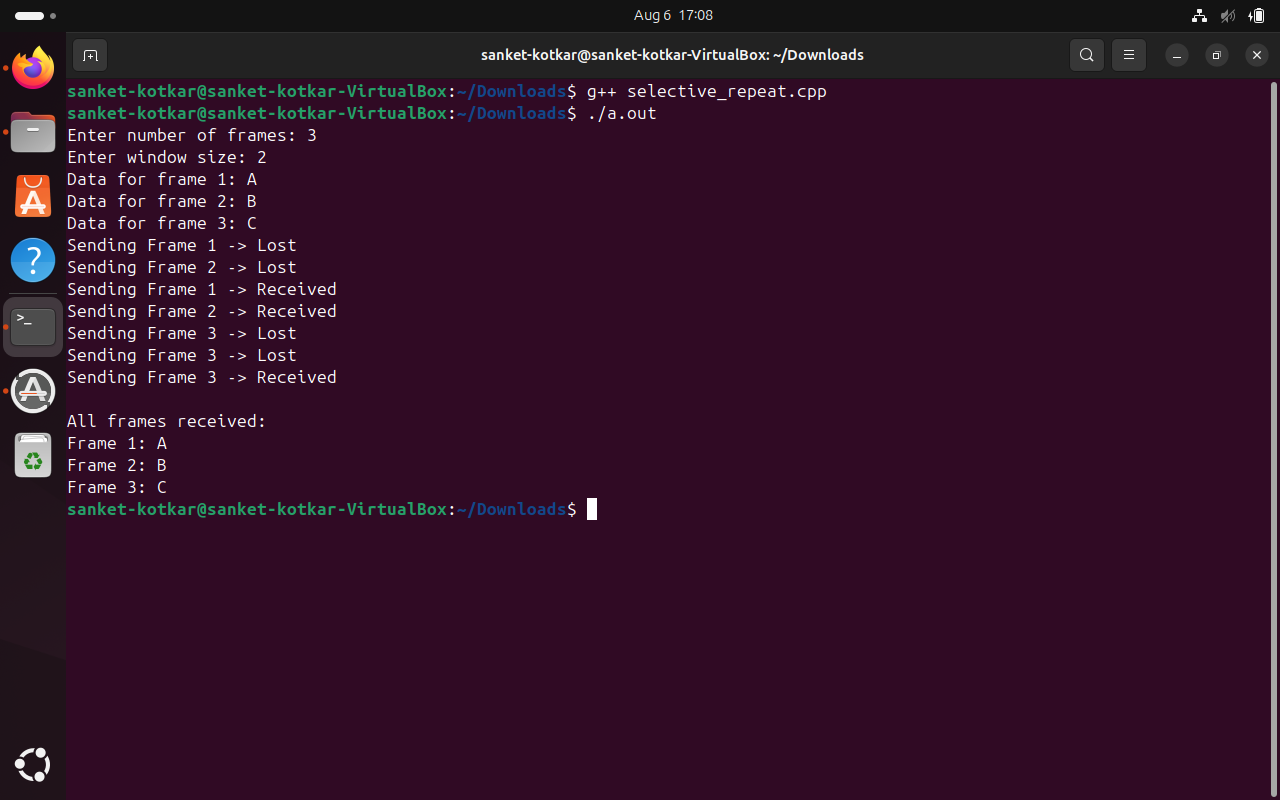 Aug 6 17:08
sanket-kotkar@sanket-kotkar-VirtualBox: ~/Downloads
sanket-kotkar@sanket-kotkar-VirtualBox:~/Downloads$ g++ selective_repeat.cpp
sanket-kotkar@sanket-kotkar-VirtualBox:~/Downloads$ ./a.out
Enter number of frames: 3
Enter window size: 2
Data for frame 1: A
Data for frame 2: B
Data for frame 3: C
Sending Frame 1 -> Lost
Sending Frame 2 -> Lost
Sending Frame 1 -> Received
Sending Frame 2 -> Received
Sending Frame 3 -> Lost
Sending Frame 3 -> Lost
Sending Frame 3 -> Received
All frames received:
Frame 1: A
Frame 2: B
Frame 3: C
sanket-kotkar@sanket-kotkar-VirtualBox:~/Downloads$